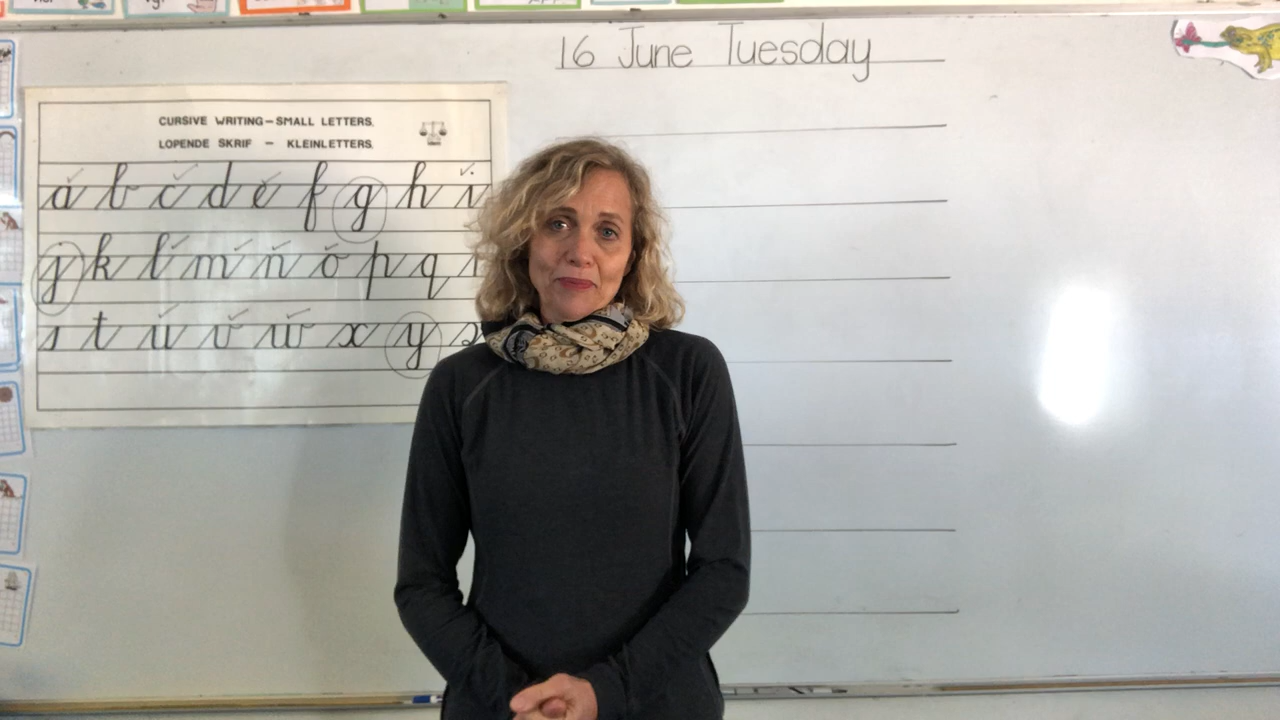 16 June Tuesday
CURSIVE WRITING – SMALL LETTERS.
LOPENDE SKRIF – KLEINLETTERS.
a b c d e f g h i
j k l m n o p q
s t u v w x y z